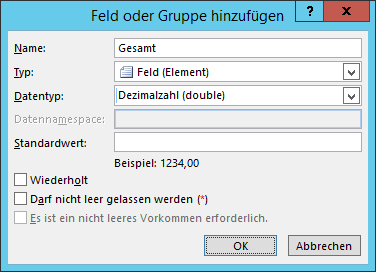 Feld oder Gruppe hinzufügen ? x
Name: Gesamt
Typ: Feld (Element)
Datentyp: Dezimalzahl (double)
Datennamespace:
Standardwert:
Beispiel: 1234,00
Wiederholt
Darf nicht leer gelassen werden (*)
Es ist ein nicht leeres Vorkommen erforderlich.
OK Abbrechen